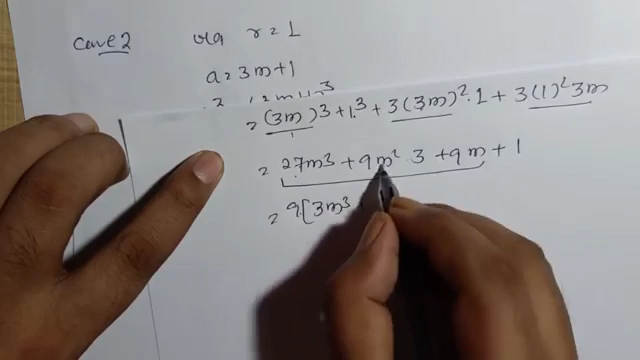 Case 2
r = 1
a = 3m+1
= (3m)³ + 1³ + 3(3m)².1 + 3(1)² 3m
= 27m³ + 9m².3 + 9m + 1
= 9[3m³